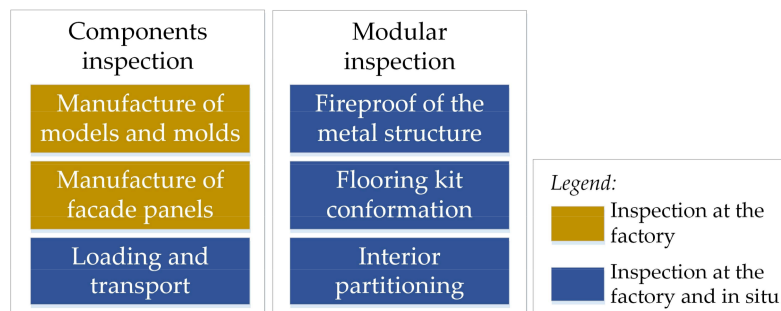 Components
inspection
Manufacture of
models and molds
Manufacture of
facade panels
Loading and
transport
Modular
inspection
Fireproof of the
metal structure
Flooring kit
conformation
Interior
partitioning
Legend:
Inspection at the
factory
Inspection at the
factory and in situ